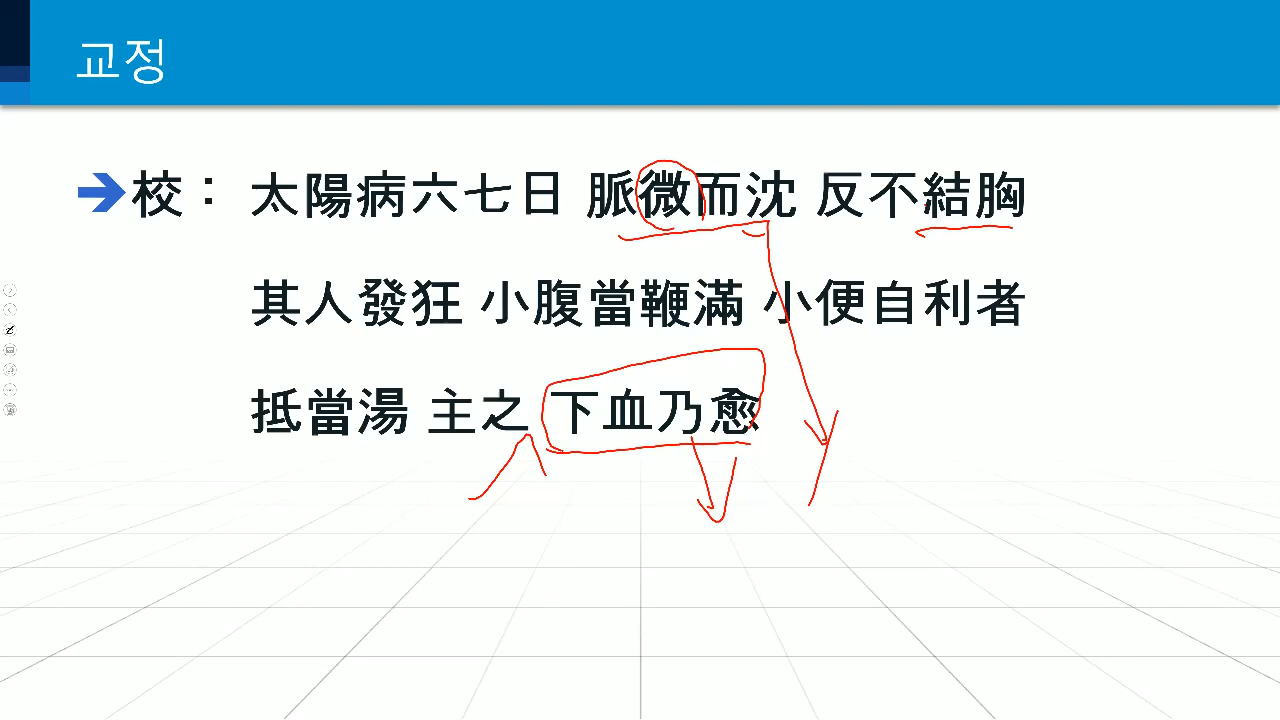 교정
校： 太陽病六七日 脈微而沈 反不結胸
其人發狂 小腹當鞕滿 小便自利者
抵當湯 主之 下血乃愈